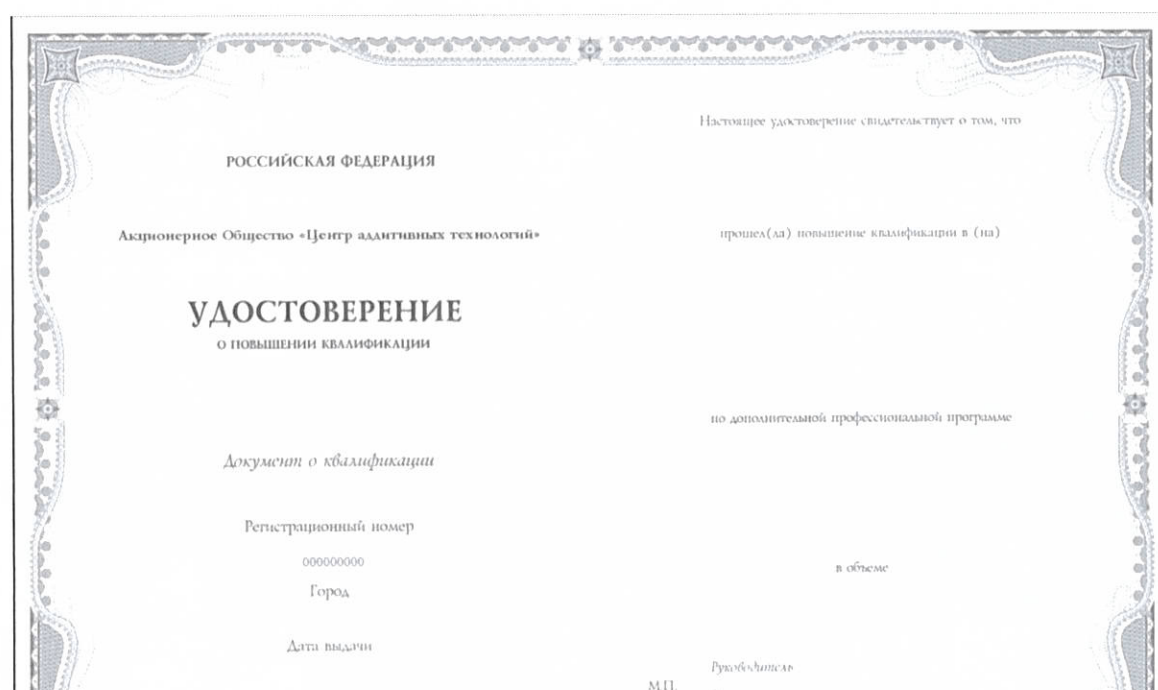 РОССИЙСКАЯ ФЕДЕРАЦИЯ
Акционерное Общество «Центр аддитивных технологий»
УДОСТОВЕРЕНИЕ
О ПОВЫШЕНИИ КВАЛИФИКАЦИИ
Документ о квалификации
Регистрационный номер
000000000
Город
Дата выдачи
Настоящее удостоверение свидетельствует о том, что
прошел(ла) повышение квалификации в (на)
по дополнительной профессиональной программе
в объеме
Руководитель
М.П.